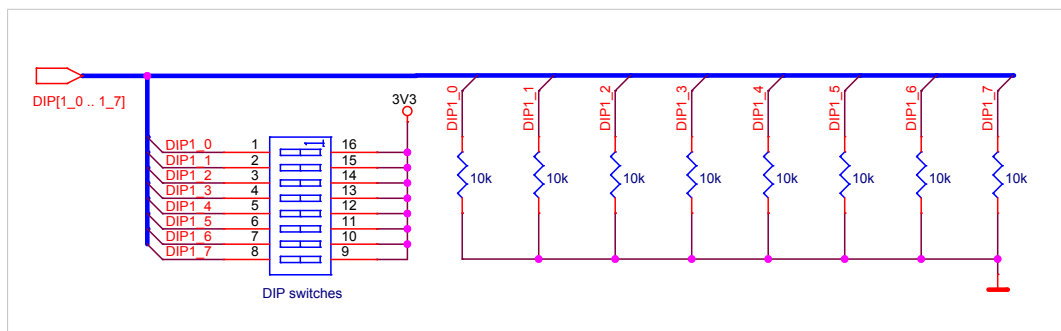 DIP[1_0 .. 1_7]
3V3
DIP1_0 1 16
DIP1_1 2 15
DIP1_2 3 14
DIP1_3 4 13
DIP1_4 5 12
DIP1_5 6 11
DIP1_6 7 10
DIP1_7 8 9
DIP switches
DIP1_0 DIP1_1 DIP1_2 DIP1_3 DIP1_4 DIP1_5 DIP1_6 DIP1_7
10k 10k 10k 10k 10k 10k 10k 10k